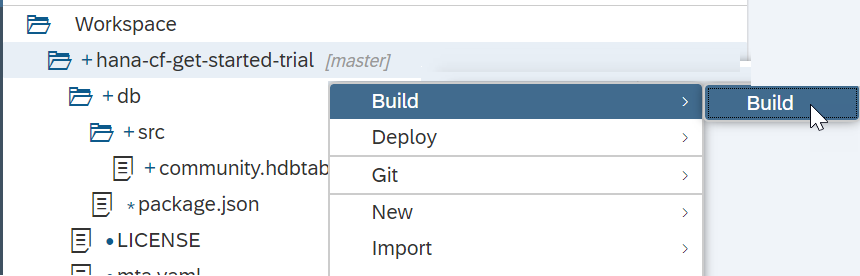 Workspace
+hana-cf-get-started-trial [master]
+db
Build
Build
+src
Deploy
+community.hdbtab
Git
*package.json
New
•LICENSE
Import
mta.yaml